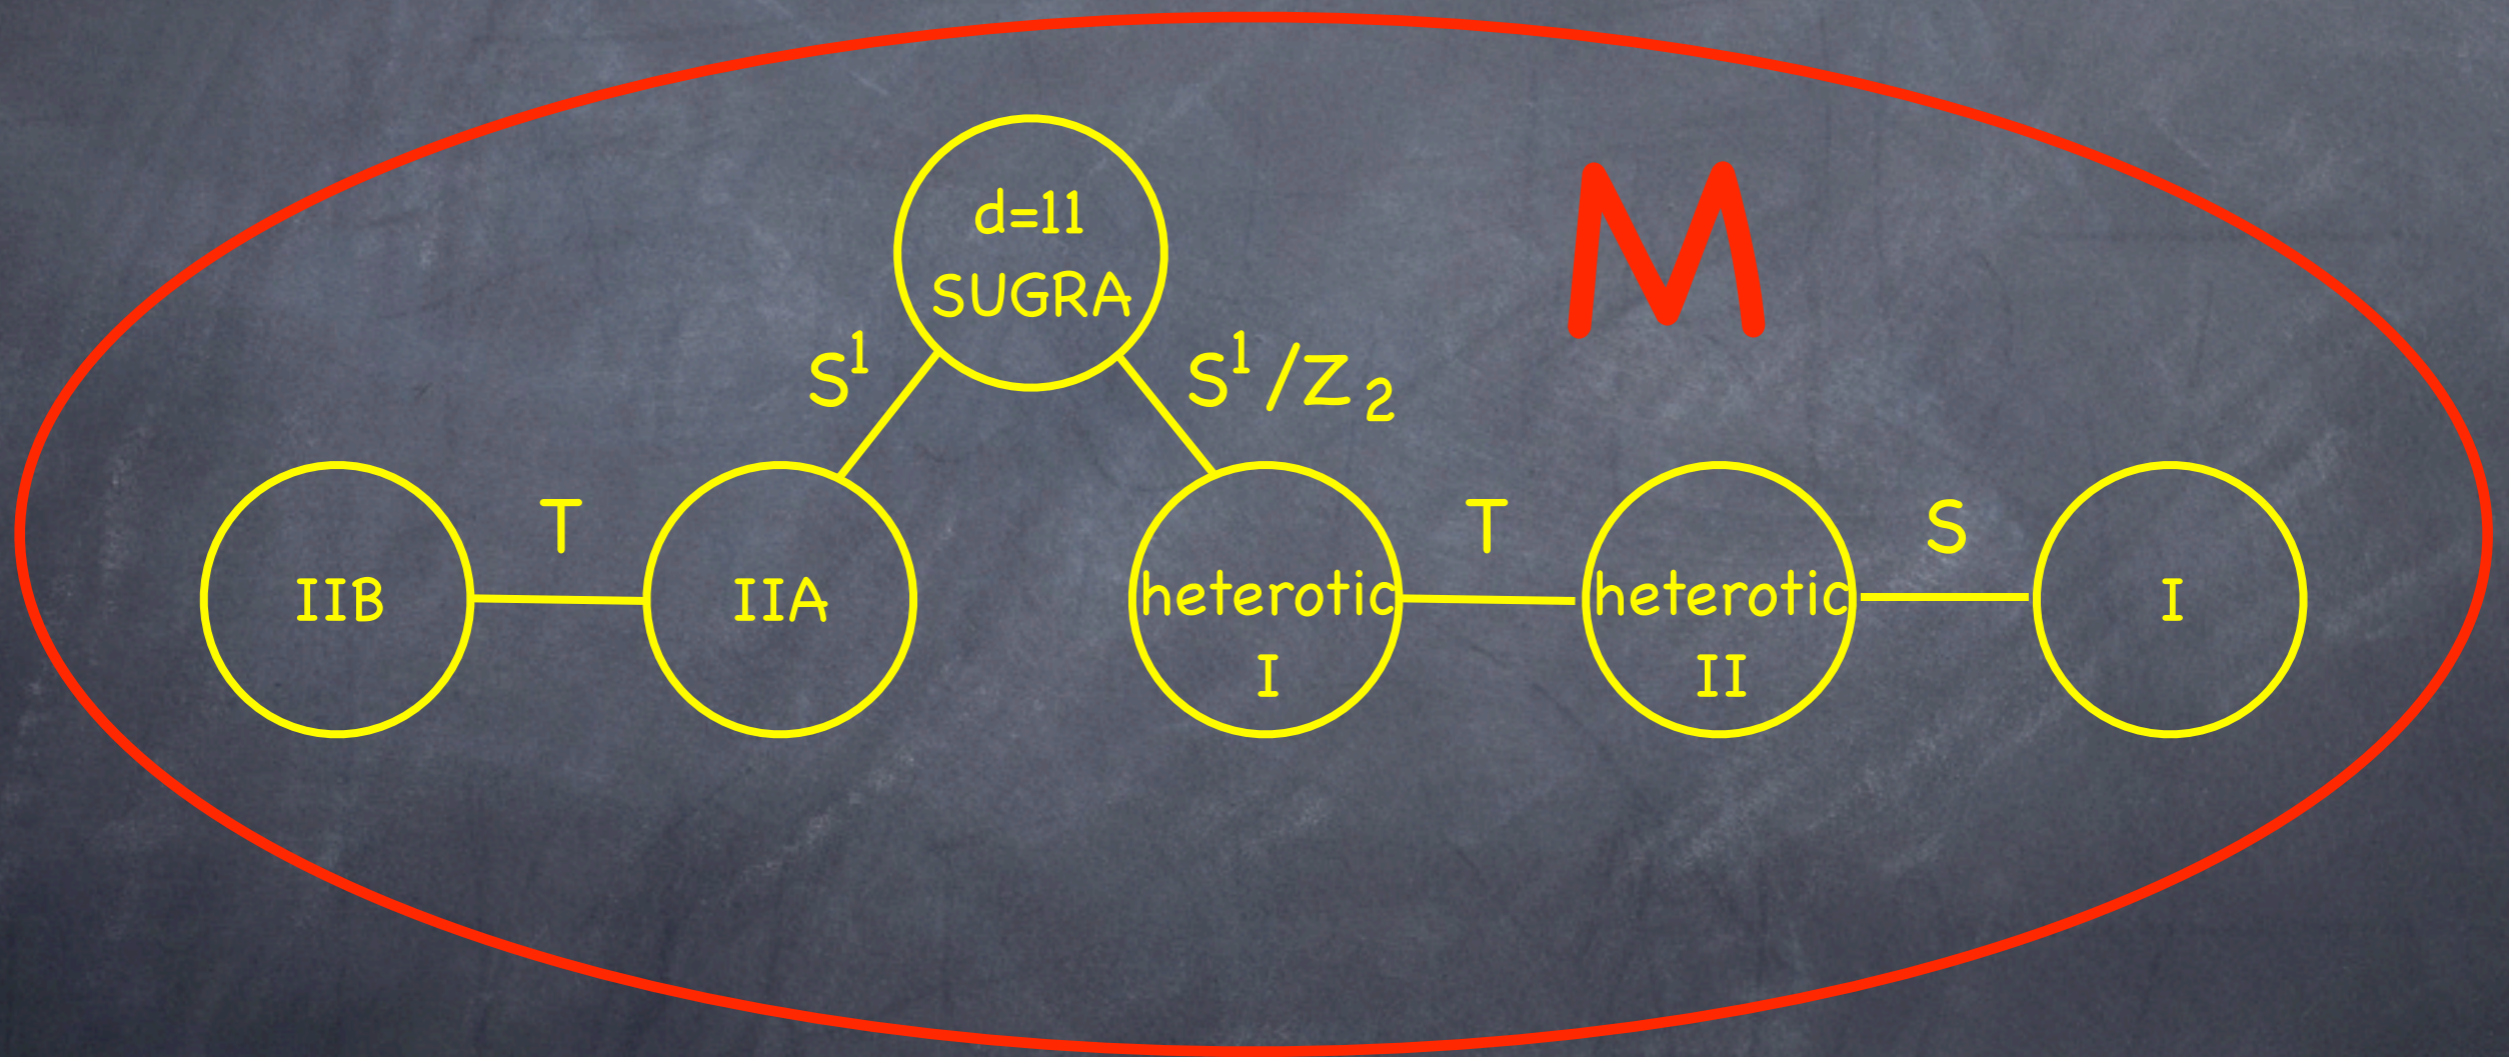 d=11
SUGRA
M
S¹
S¹/Z₂
T
T
S
IIB
IIA
heterotic
I
heterotic
II
I